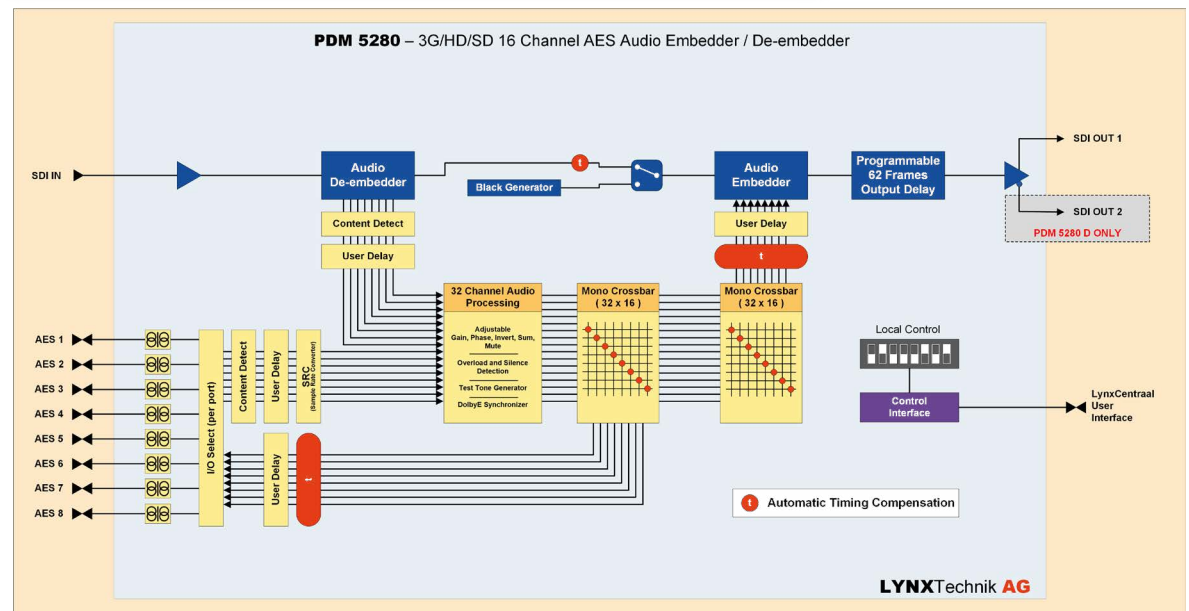 PDM 5280 – 3G/HD/SD 16 Channel AES Audio Embedder / De-embedder
SDI IN
Audio
De-embedder
t
Black Generator
Audio
Embedder
Programmable
62 Frames
Output Delay
SDI OUT 1
SDI OUT 2
PDM 5280 D ONLY
Content Detect
User Delay
User Delay
t
32 Channel Audio
Processing
Adjustable
Gain, Phase, Invert, Sum,
Mute
Overload and Silence
Detection
Test Tone Generator
DolbyE Synchronizer
Mono Crossbar
( 32 x 16 )
Mono Crossbar
( 32 x 16 )
Local Control
Control
Interface
LynxCentraal
User
Interface
AES 1
AES 2
AES 3
AES 4
AES 5
AES 6
AES 7
AES 8
I/O Select (per port)
Content Detect
User Delay
SRC
(Sample Rate Converter)
User Delay
t
t Automatic Timing Compensation
LYNXTechnik AG